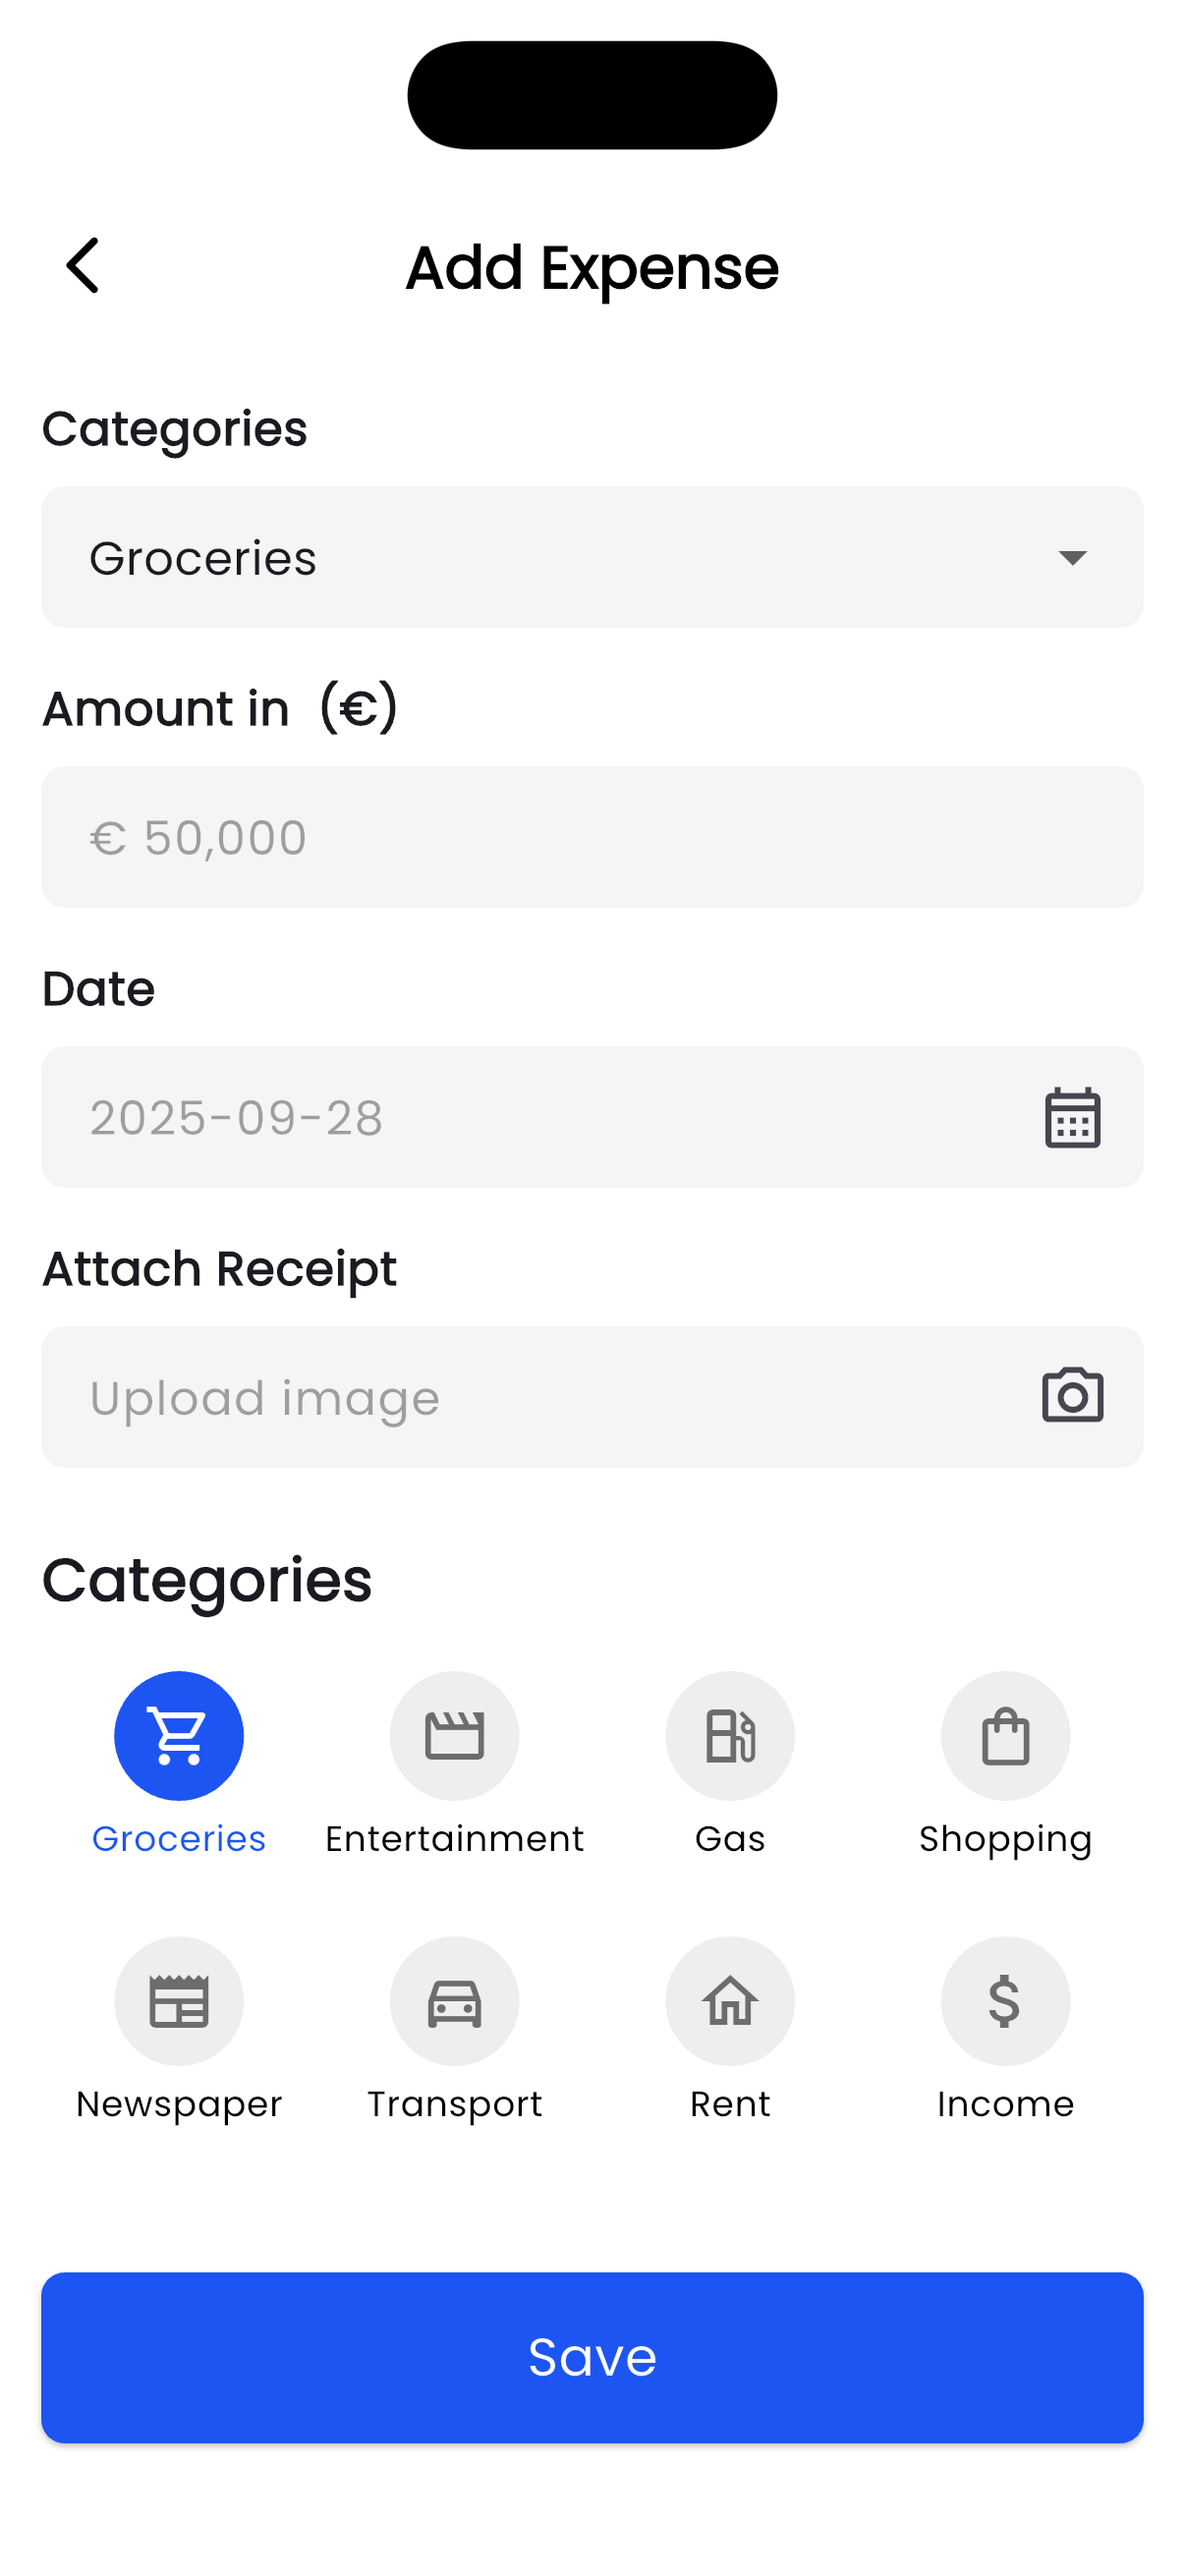 Add Expense
Categories
Groceries
Amount in (€)
€ 50,000
Date
2025-09-28
Attach Receipt
Upload image
Categories
Groceries Entertainment Gas Shopping
Newspaper Transport Rent Income
Save